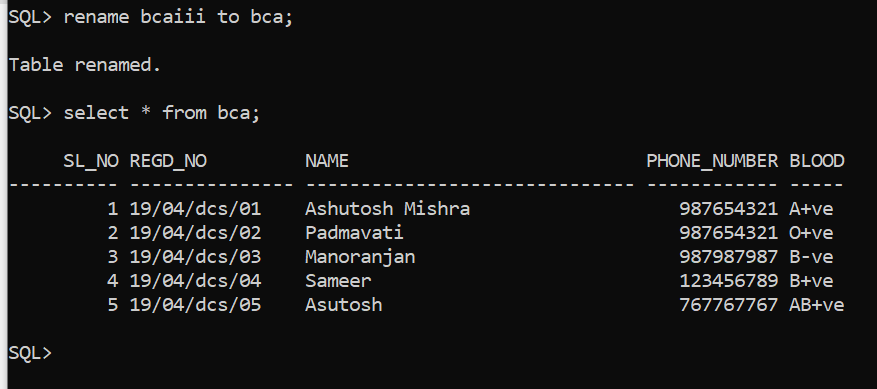 SQL> rename bcaiii to bca;
Table renamed.
SQL> select * from bca;
     SL_NO REGD_NO         NAME                           PHONE_NUMBER BLOOD
---------- --------------- ------------------------------ ------------ -----
         1 19/04/dcs/01    Ashutosh Mishra                   987654321 A+ve
         2 19/04/dcs/02    Padmavati                         987654321 O+ve
         3 19/04/dcs/03    Manoranjan                        987987987 B-ve
         4 19/04/dcs/04    Sameer                            123456789 B+ve
         5 19/04/dcs/05    Asutosh                           767767767 AB+ve
SQL>